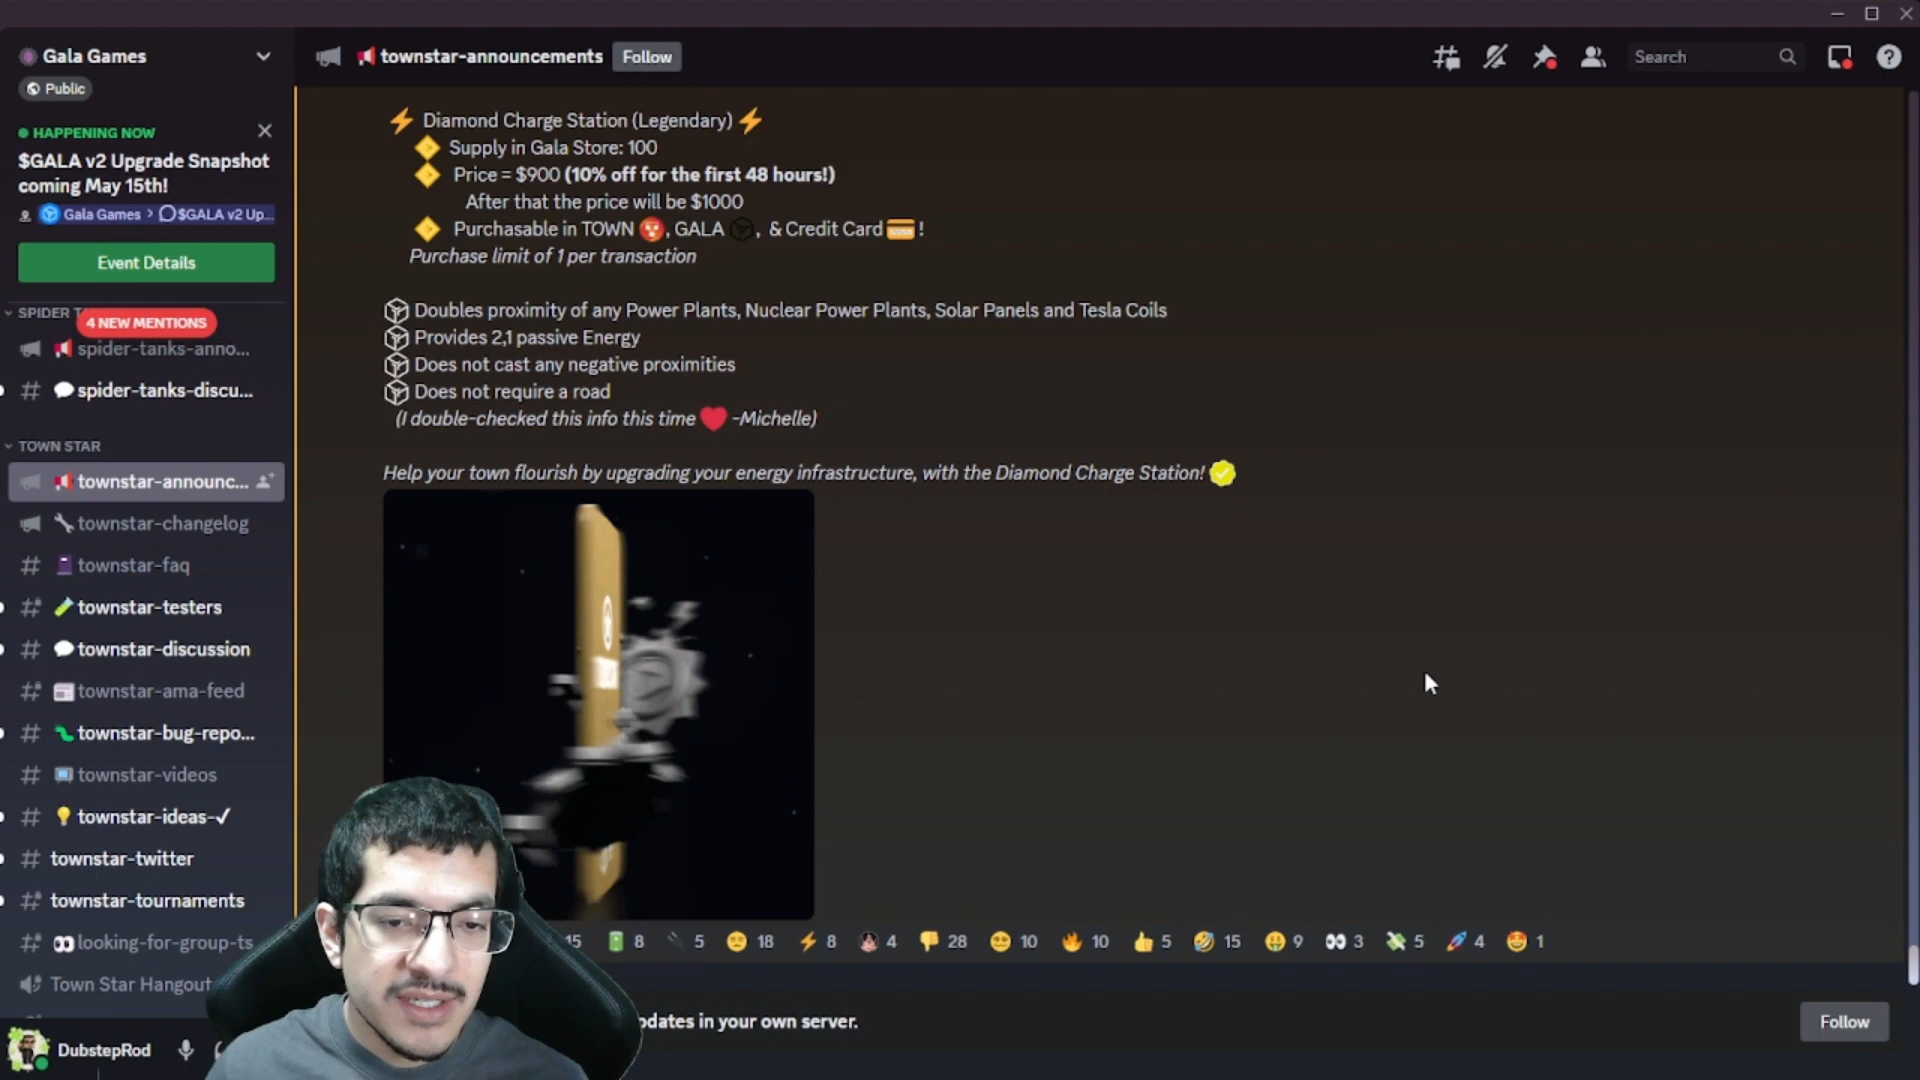 Gala Games
Public
HAPPENING NOW
$GALA v2 Upgrade Snapshot
coming May 15th!
Gala Games > $GALA v2 Up...
Event Details
SPIDER T
4 NEW MENTIONS
spider-tanks-anno...
spider-tanks-discu...
TOWN STAR
townstar-announc...
townstar-changelog
townstar-faq
townstar-testers
townstar-discussion
townstar-ama-feed
townstar-bug-repo...
townstar-videos
townstar-ideas-✓
townstar-twitter
townstar-tournaments
looking-for-group-ts
Town Star Hangout
DubstepRod
townstar-announcements
Follow
Search
⚡ Diamond Charge Station (Legendary) ⚡
Supply in Gala Store: 100
Price = $900 (10% off for the first 48 hours!)
After that the price will be $1000
Purchasable in TOWN, GALA, & Credit Card 💳!
Purchase limit of 1 per transaction
Doubles proximity of any Power Plants, Nuclear Power Plants, Solar Panels and Tesla Coils
Provides 2,1 passive Energy
Does not cast any negative proximities
Does not require a road
(I double-checked this info this time ❤️ -Michelle)
Help your town flourish by upgrading your energy infrastructure, with the Diamond Charge Station!
15 8 5 18 8 4 28 10 10 5 15 9 3 5 4 1
pdates in your own server.
Follow